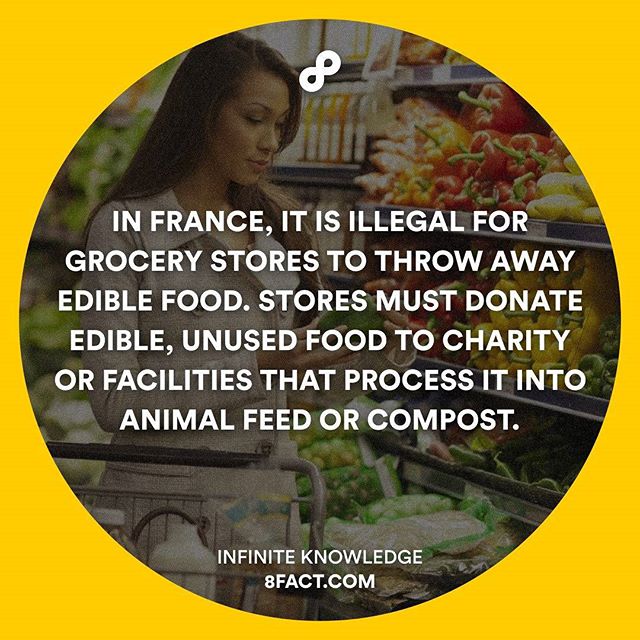 IN FRANCE, IT IS ILLEGAL FOR
GROCERY STORES TO THROW AWAY
EDIBLE FOOD. STORES MUST DONATE
EDIBLE, UNUSED FOOD TO CHARITY
OR FACILITIES THAT PROCESS IT INTO
ANIMAL FEED OR COMPOST.
INFINITE KNOWLEDGE
8FACT.COM